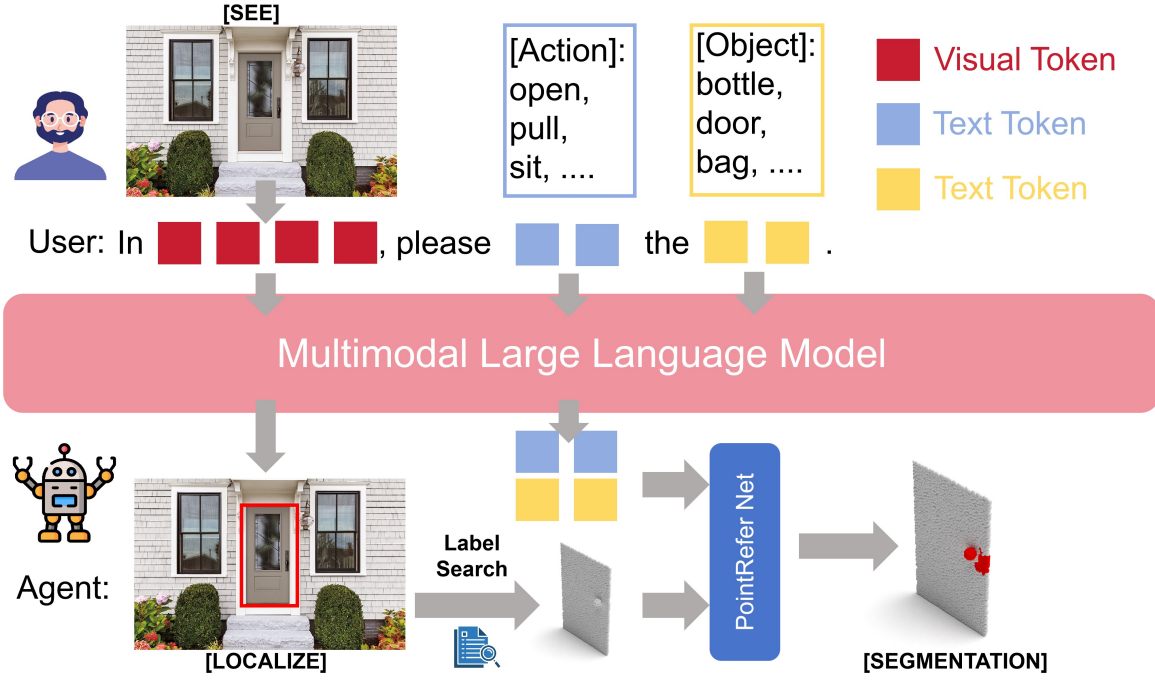 [SEE]
[Action]:
open,
pull,
sit, ....
[Object]:
bottle,
door,
bag, ....
Visual Token
Text Token
Text Token
User: In , please the .
Multimodal Large Language Model
Agent:
[LOCALIZE]
Label
Search
PointRefer Net
[SEGMENTATION]